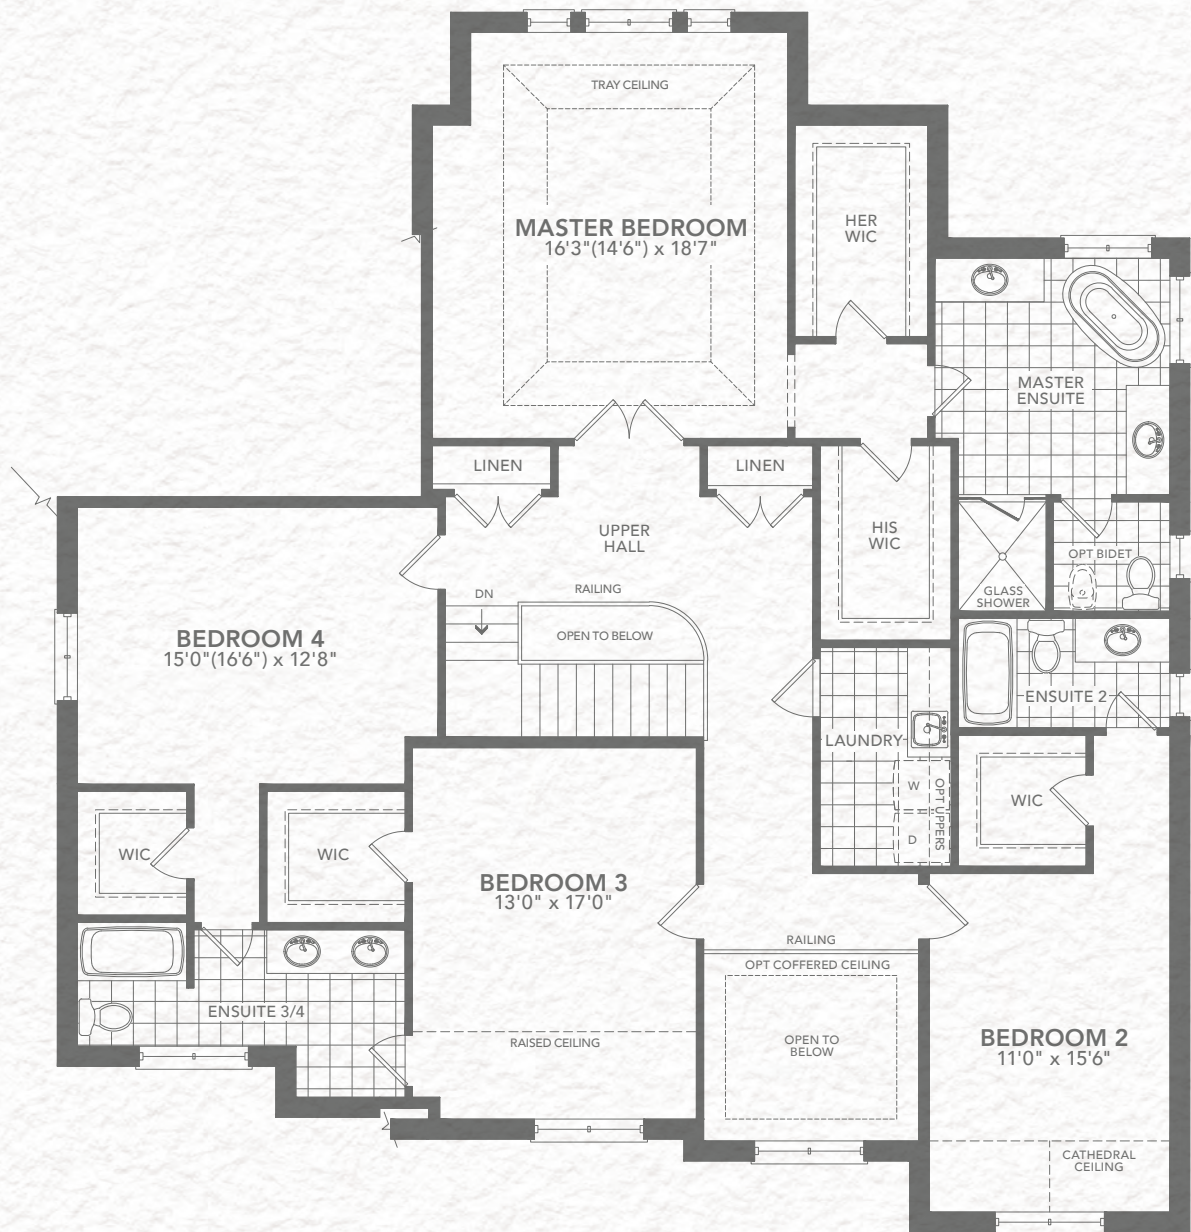 TRAY CEILING
MASTER BEDROOM
16'3"(14'6") x 18'7"
HER
WIC
MASTER
ENSUITE
LINEN
LINEN
UPPER
HALL
HIS
WIC
OPT BIDET
GLASS
SHOWER
RAILING
DN
OPEN TO BELOW
BEDROOM 4
15'0"(16'6") x 12'8"
ENSUITE 2
LAUNDRY
W
D
OPT UPPERS
WIC
WIC
WIC
BEDROOM 3
13'0" x 17'0"
RAILING
OPT COFFERED CEILING
ENSUITE 3/4
RAISED CEILING
OPEN TO
BELOW
BEDROOM 2
11'0" x 15'6"
CATHEDRAL
CEILING